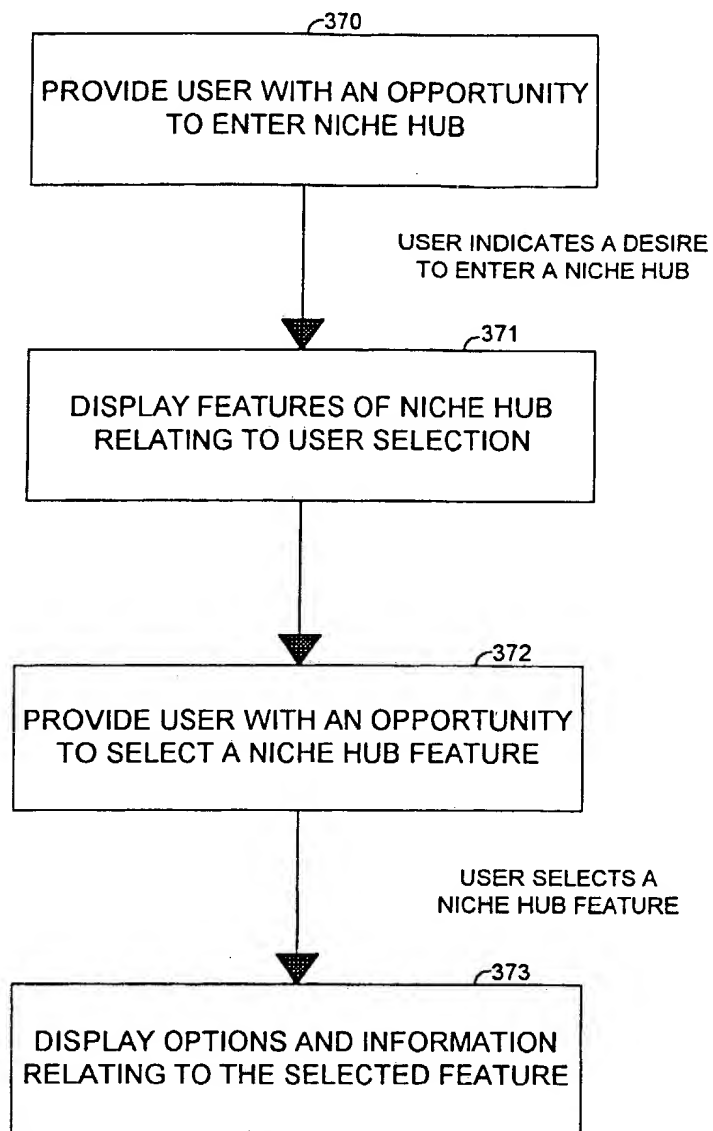 370
PROVIDE USER WITH AN OPPORTUNITY
TO ENTER NICHE HUB
USER INDICATES A DESIRE
TO ENTER A NICHE HUB
371
DISPLAY FEATURES OF NICHE HUB
RELATING TO USER SELECTION
372
PROVIDE USER WITH AN OPPORTUNITY
TO SELECT A NICHE HUB FEATURE
USER SELECTS A
NICHE HUB FEATURE
373
DISPLAY OPTIONS AND INFORMATION
RELATING TO THE SELECTED FEATURE